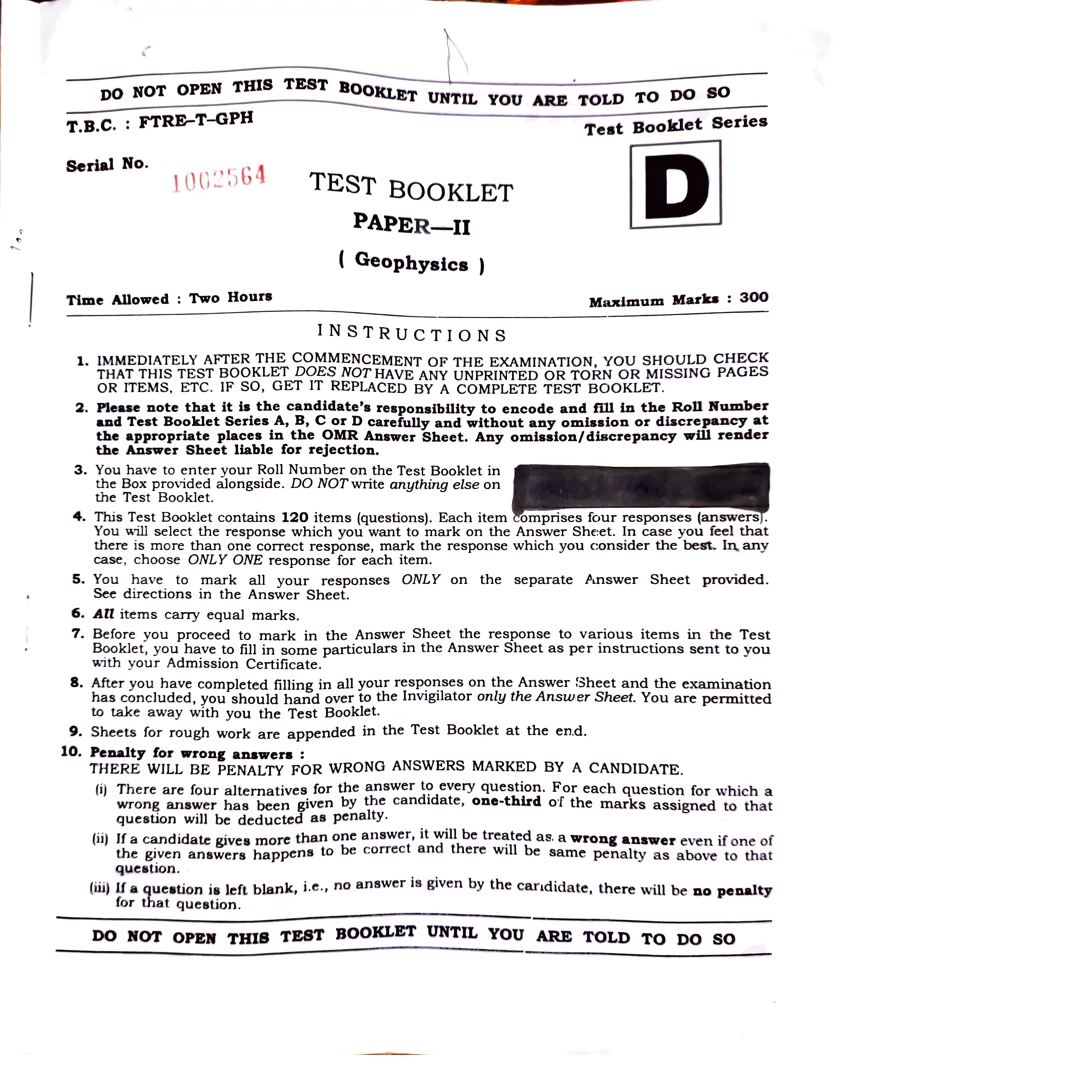 DO NOT OPEN THIS TEST BOOKLET UNTIL YOU ARE TOLD TO DO SO
T.B.C. : FTRE–T–GPH
Test Booklet Series
Serial No.
1002564
D
TEST BOOKLET
PAPER—II
( Geophysics )
Time Allowed : Two Hours
Maximum Marks : 300
INSTRUCTIONS
1. IMMEDIATELY AFTER THE COMMENCEMENT OF THE EXAMINATION, YOU SHOULD CHECK
THAT THIS TEST BOOKLET DOES NOT HAVE ANY UNPRINTED OR TORN OR MISSING PAGES
OR ITEMS, ETC. IF SO, GET IT REPLACED BY A COMPLETE TEST BOOKLET.
2. Please note that it is the candidate's responsibility to encode and fill in the Roll Number
and Test Booklet Series A, B, C or D carefully and without any omission or discrepancy at
the appropriate places in the OMR Answer Sheet. Any omission/discrepancy will render
the Answer Sheet liable for rejection.
3. You have to enter your Roll Number on the Test Booklet in
the Box provided alongside. DO NOT write anything else on
the Test Booklet.
4. This Test Booklet contains 120 items (questions). Each item comprises four responses (answers).
You will select the response which you want to mark on the Answer Sheet. In case you feel that
there is more than one correct response, mark the response which you consider the best. In any
case, choose ONLY ONE response for each item.
5. You have to mark all your responses ONLY on the separate Answer Sheet provided.
See directions in the Answer Sheet.
6. All items carry equal marks.
7. Before you proceed to mark in the Answer Sheet the response to various items in the Test
Booklet, you have to fill in some particulars in the Answer Sheet as per instructions sent to you
with your Admission Certificate.
8. After you have completed filling in all your responses on the Answer Sheet and the examination
has concluded, you should hand over to the Invigilator only the Answer Sheet. You are permitted
to take away with you the Test Booklet.
9. Sheets for rough work are appended in the Test Booklet at the end.
10. Penalty for wrong answers :
THERE WILL BE PENALTY FOR WRONG ANSWERS MARKED BY A CANDIDATE.
(i) There are four alternatives for the answer to every question. For each question for which a
wrong answer has been given by the candidate, one-third of the marks assigned to that
question will be deducted as penalty.
(ii) If a candidate gives more than one answer, it will be treated as a wrong answer even if one of
the given answers happens to be correct and there will be same penalty as above to that
question.
(iii) If a question is left blank, i.e., no answer is given by the candidate, there will be no penalty
for that question.
DO NOT OPEN THIS TEST BOOKLET UNTIL YOU ARE TOLD TO DO SO